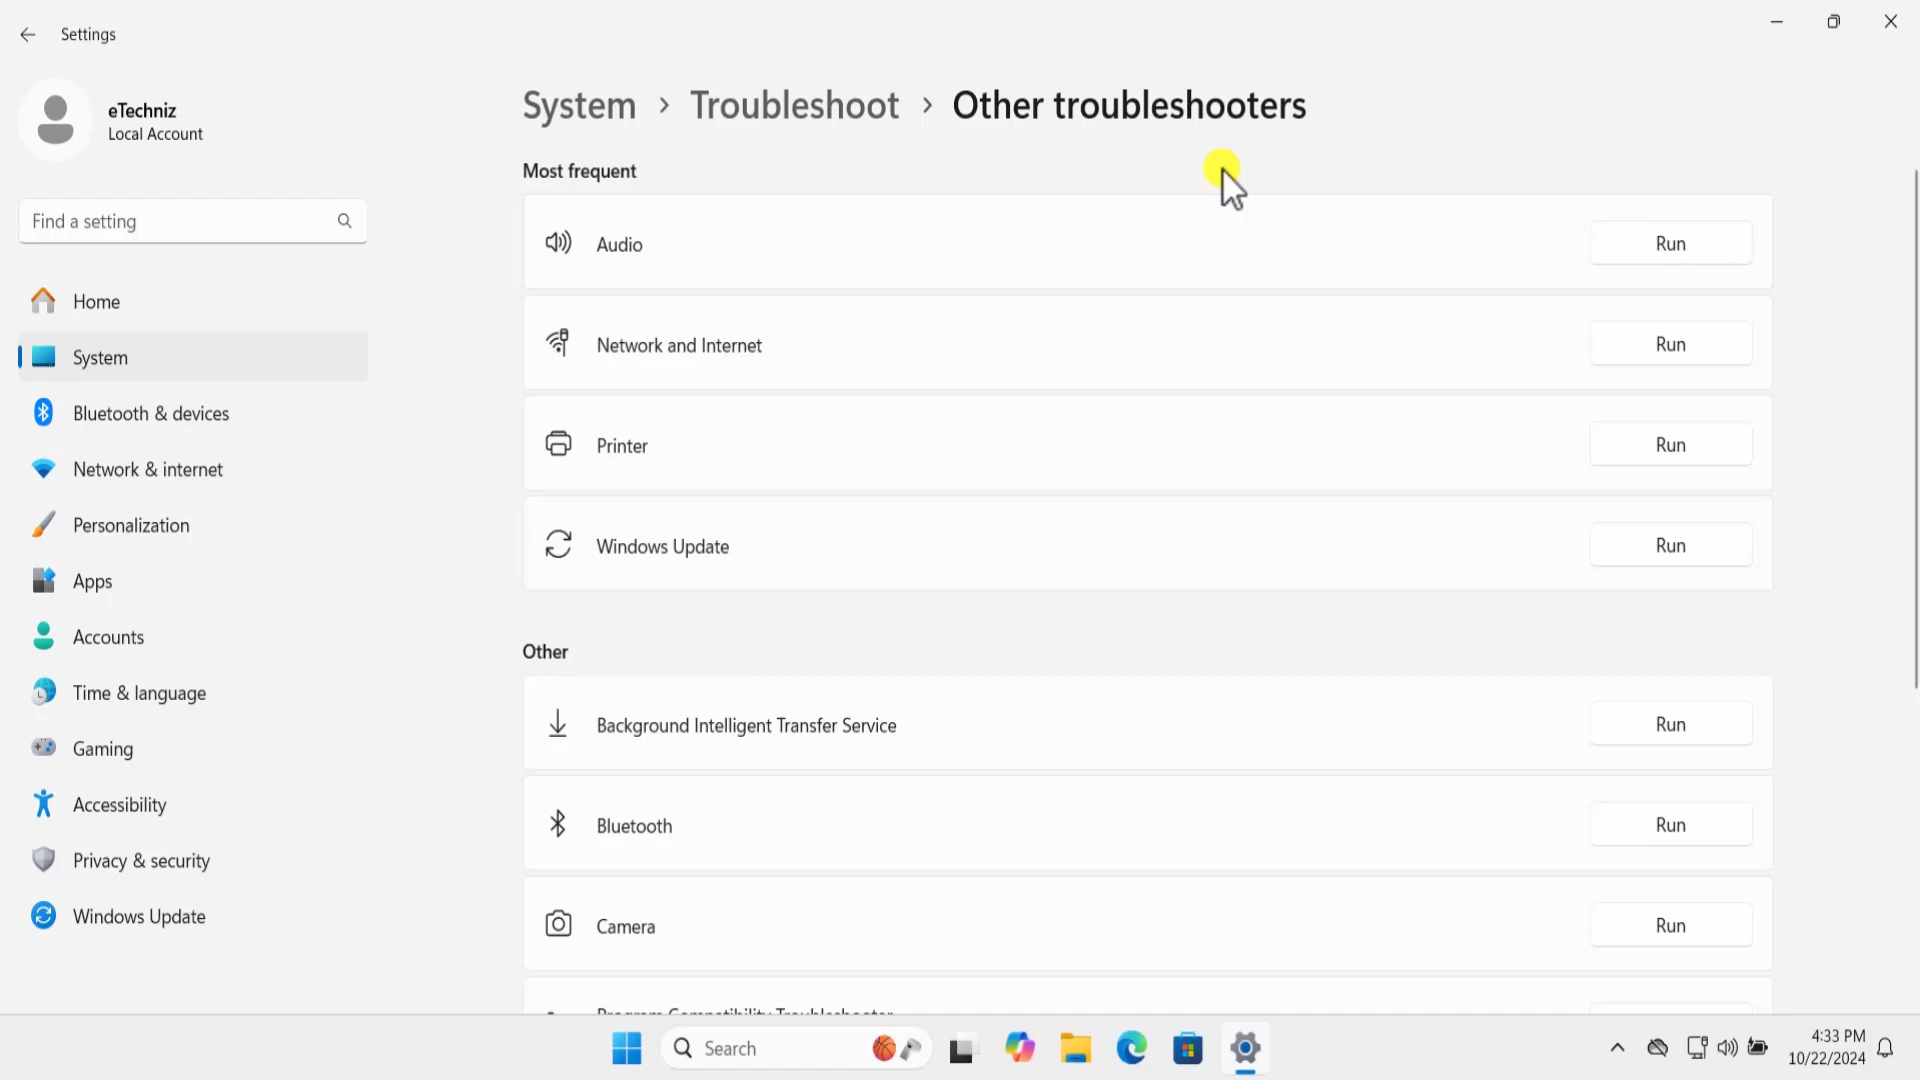 Settings
eTechniz
Local Account
Find a setting
Home
System
Bluetooth & devices
Network & internet
Personalization
Apps
Accounts
Time & language
Gaming
Accessibility
Privacy & security
Windows Update
System > Troubleshoot > Other troubleshooters
Most frequent
Audio Run
Network and Internet Run
Printer Run
Windows Update Run
Other
Background Intelligent Transfer Service Run
Bluetooth Run
Camera Run
Program Compatibility Troubleshooter
Search
4:33 PM
10/22/2024